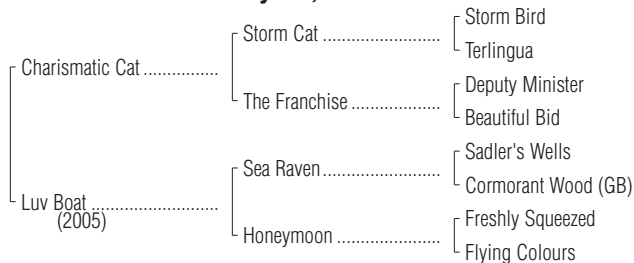 Storm Bird
Storm Cat ........................
Terlingua
Charismatic Cat ................
Deputy Minister
The Franchise ..................
Beautiful Bid
Sadler's Wells
Sea Raven........................
Cormorant Wood (GB)
Luv Boat ...........................
(2005)
Freshly Squeezed
Honeymoon .....................
Flying Colours